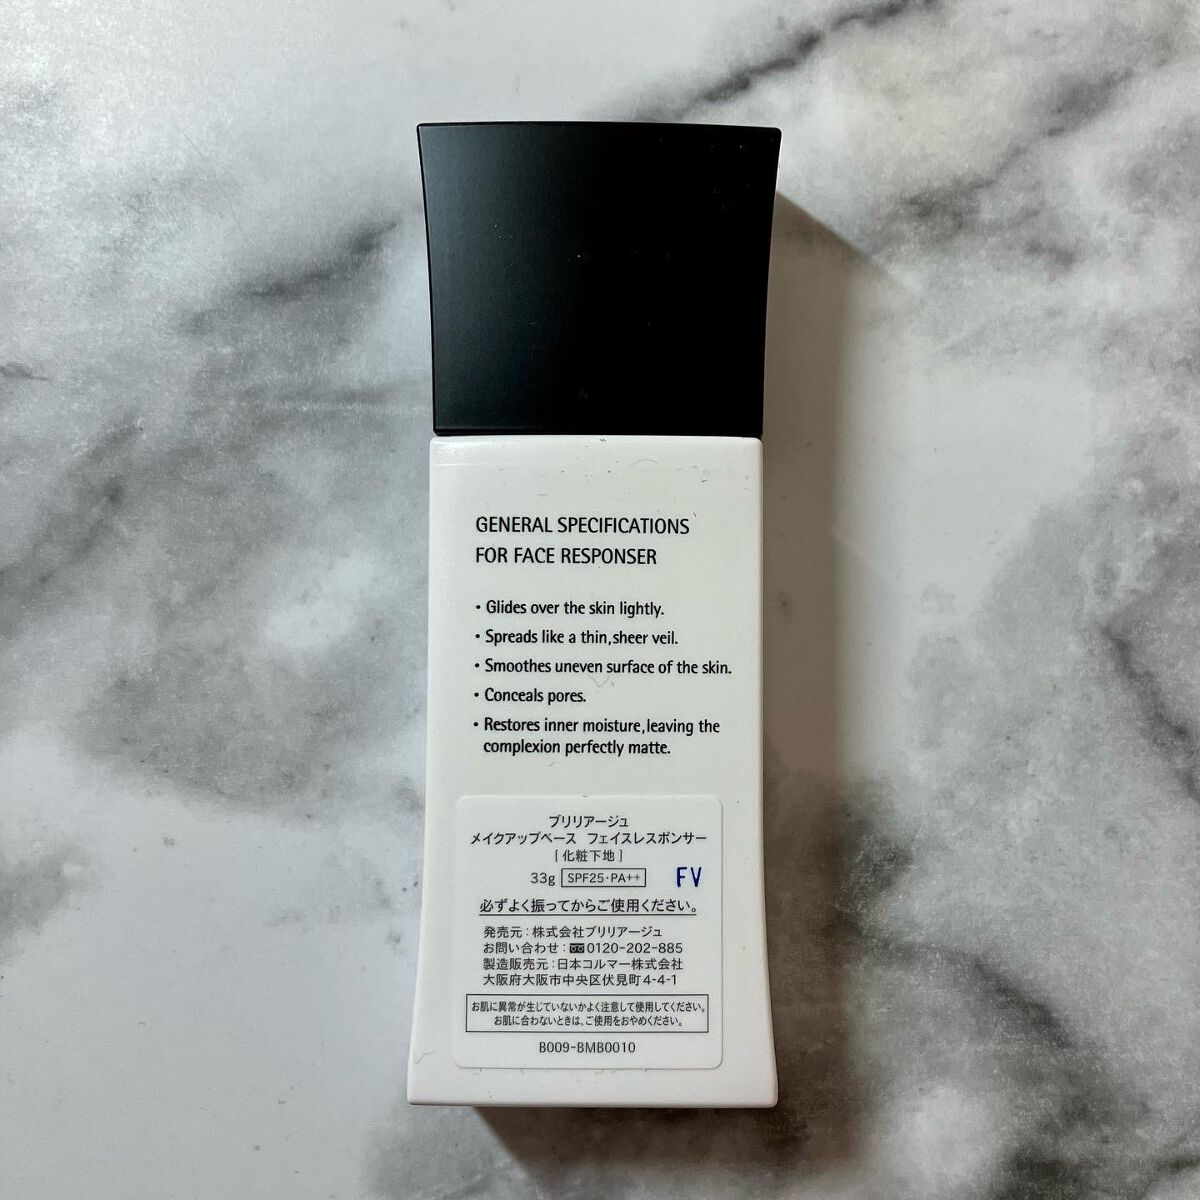 GENERAL SPECIFICATIONS
FOR FACE RESPONSER
• Glides over the skin lightly.
• Spreads like a thin, sheer veil.
• Smoothes uneven surface of the skin.
• Conceals pores.
• Restores inner moisture, leaving the
complexion perfectly matte.
ブリリアージュ
メイクアップベース フェイスレスポンサー
[ 化粧下地 ]
33g SPF25・PA++ FV
必ずよく振ってからご使用ください。
発売元：株式会社ブリリアージュ
お問い合わせ：0120-202-885
製造販売元：日本コルマー株式会社
大阪府大阪市中央区伏見町4-4-1
お肌に異常が生じていないかよく注意して使用してください。
お肌に合わないときは、ご使用をおやめください。
B009-BMB0010